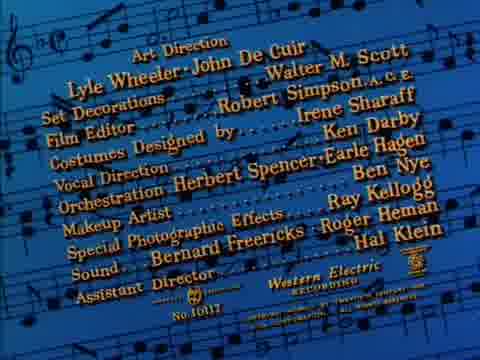 Art Direction
Lyle Wheeler · John De Cuir
Set Decorations ........ Walter M. Scott
Film Editor ........ Robert Simpson, A.C.E.
Costumes Designed by ...... Irene Sharaff
Vocal Direction ............ Ken Darby
Orchestration .. Herbert Spencer · Earle Hagen
Makeup Artist ................ Ben Nye
Special Photographic Effects ..... Ray Kellogg
Sound ... Bernard Freericks · Roger Heman
Assistant Director .............. Hal Klein
No. 16117
Western Electric
RECORDING